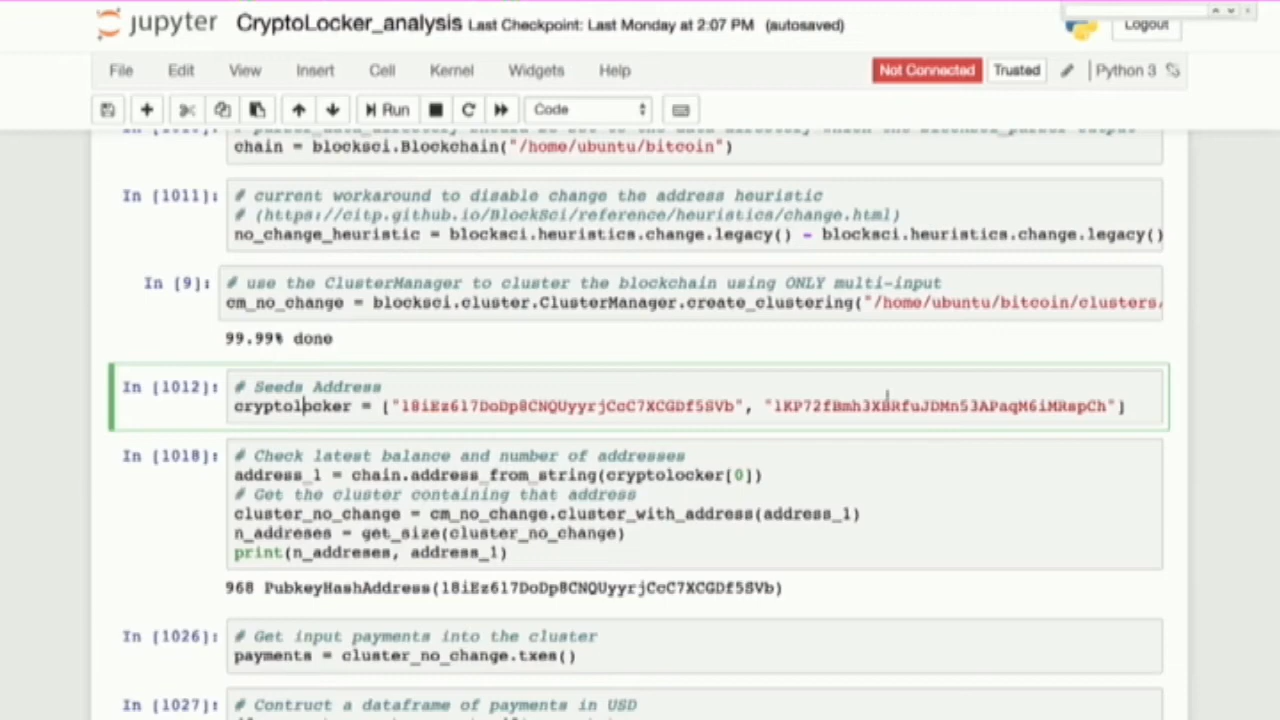 jupyter CryptoLocker_analysis Last Checkpoint: Last Monday at 2:07 PM (autosaved)
Logout
File Edit View Insert Cell Kernel Widgets Help
Not Connected Trusted Python 3
Run Code
chain = blocksci.Blockchain("/home/ubuntu/bitcoin")
In [1011]: # current workaround to disable change the address heuristic
# (https://citp.github.io/BlockSci/reference/heuristics/change.html)
no_change_heuristic = blocksci.heuristics.change.legacy() - blocksci.heuristics.change.legacy()
In [9]: # use the ClusterManager to cluster the blockchain using ONLY multi-input
cm_no_change = blocksci.cluster.ClusterManager.create_clustering("/home/ubuntu/bitcoin/clusters/
99.99% done
In [1012]: # Seeds Address
cryptolocker = ["18iEz617DoDp8CNQUyyrjCcC7XCGDf5SVb", "1KP72fBmh3XBRfuJDMn53APaqM6iMRspCh"]
In [1018]: # Check latest balance and number of addresses
address_1 = chain.address_from_string(cryptolocker[0])
# Get the cluster containing that address
cluster_no_change = cm_no_change.cluster_with_address(address_1)
n_addreses = get_size(cluster_no_change)
print(n_addreses, address_1)
968 PubkeyHashAddress(18iEz617DoDp8CNQUyyrjCcC7XCGDf5SVb)
In [1026]: # Get input payments into the cluster
payments = cluster_no_change.txes()
In [1027]: # Contruct a dataframe of payments in USD